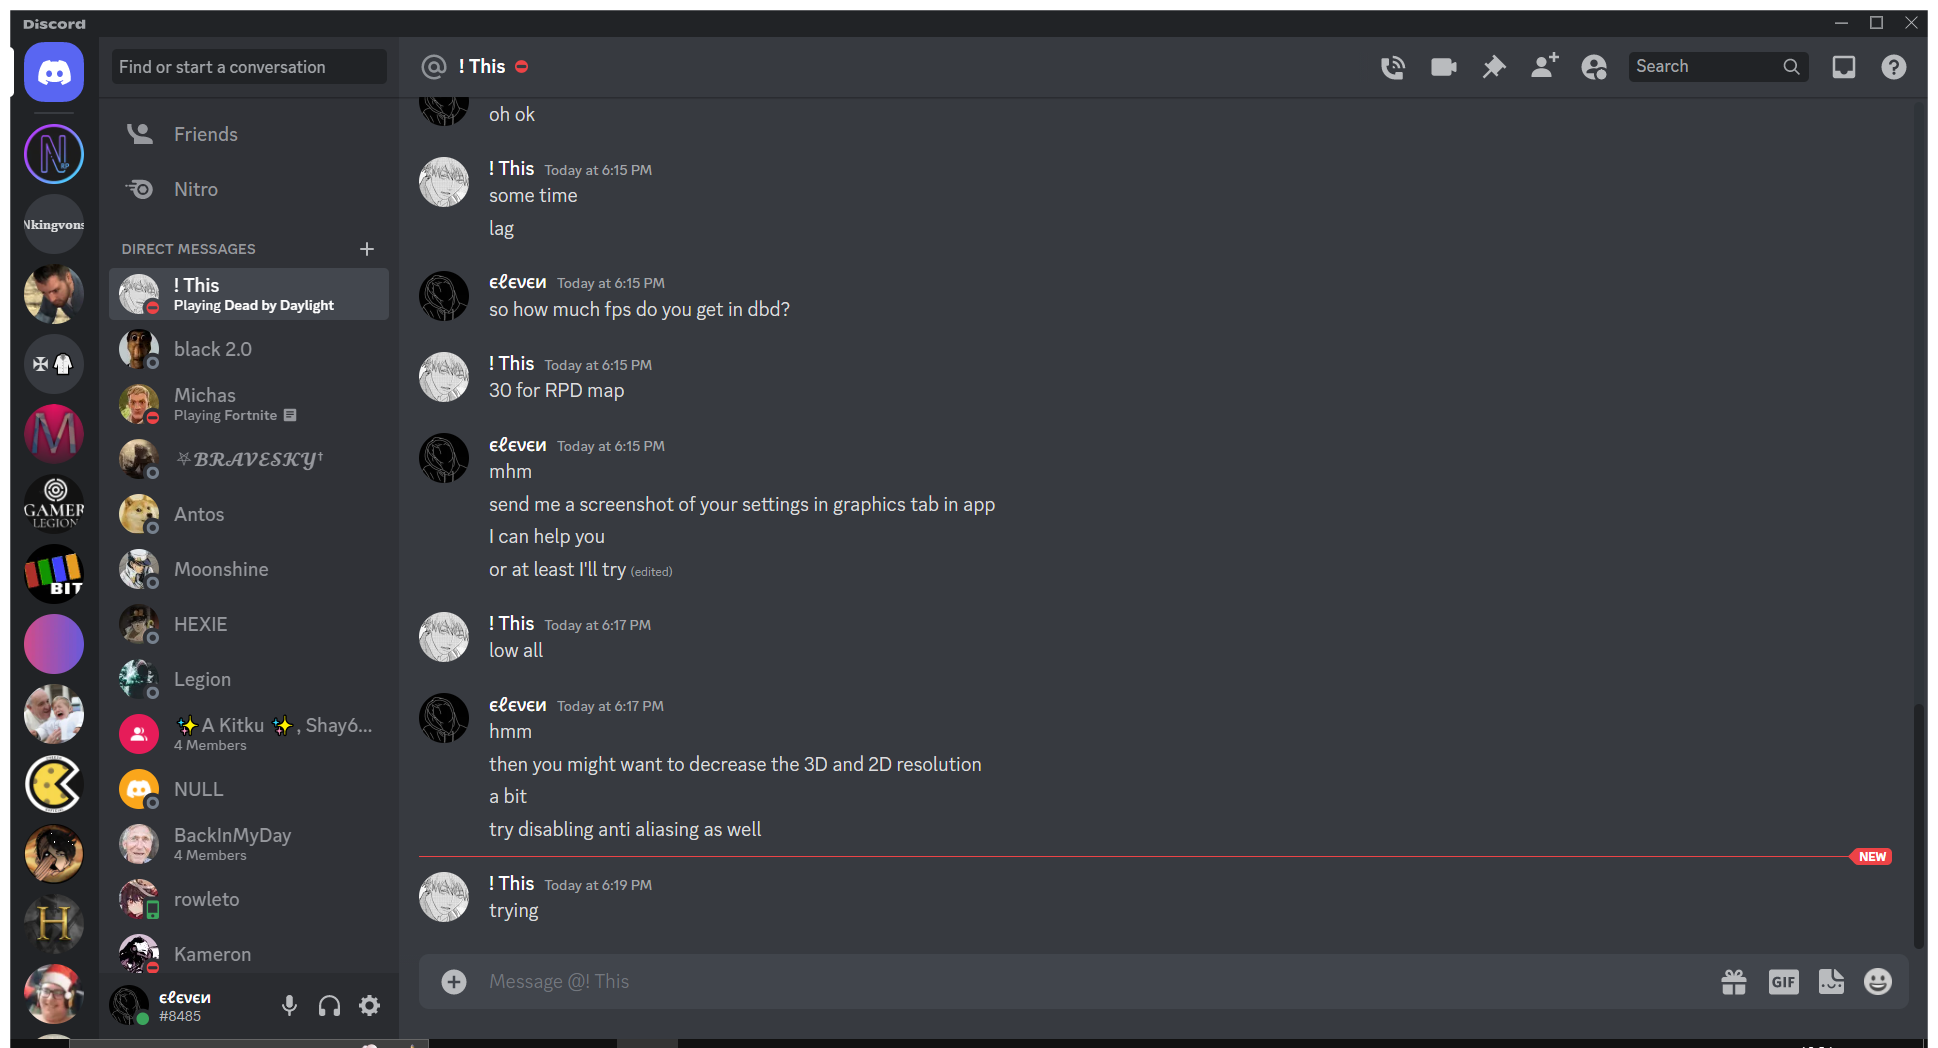 Discord
Find or start a conversation
Friends
Nitro
DIRECT MESSAGES
! This
Playing Dead by Daylight
black 2.0
Michas
Playing Fortnite
⛧𝓑𝓡𝓐𝓥𝓔𝓢𝓚𝓨†
Antos
Moonshine
HEXIE
Legion
✨A Kitku ✨, Shay6...
4 Members
NULL
BackInMyDay
4 Members
rowleto
Kameron
єℓєνєи
#8485
Nkingvons
M
GAMER
LEGION
BIT
H
! This
Search
oh ok
! This Today at 6:15 PM
some time
lag
єℓєνєи Today at 6:15 PM
so how much fps do you get in dbd?
! This Today at 6:15 PM
30 for RPD map
єℓєνєи Today at 6:15 PM
mhm
send me a screenshot of your settings in graphics tab in app
I can help you
or at least I'll try (edited)
! This Today at 6:17 PM
low all
єℓєνєи Today at 6:17 PM
hmm
then you might want to decrease the 3D and 2D resolution
a bit
try disabling anti aliasing as well
NEW
! This Today at 6:19 PM
trying
Message @! This
GIF